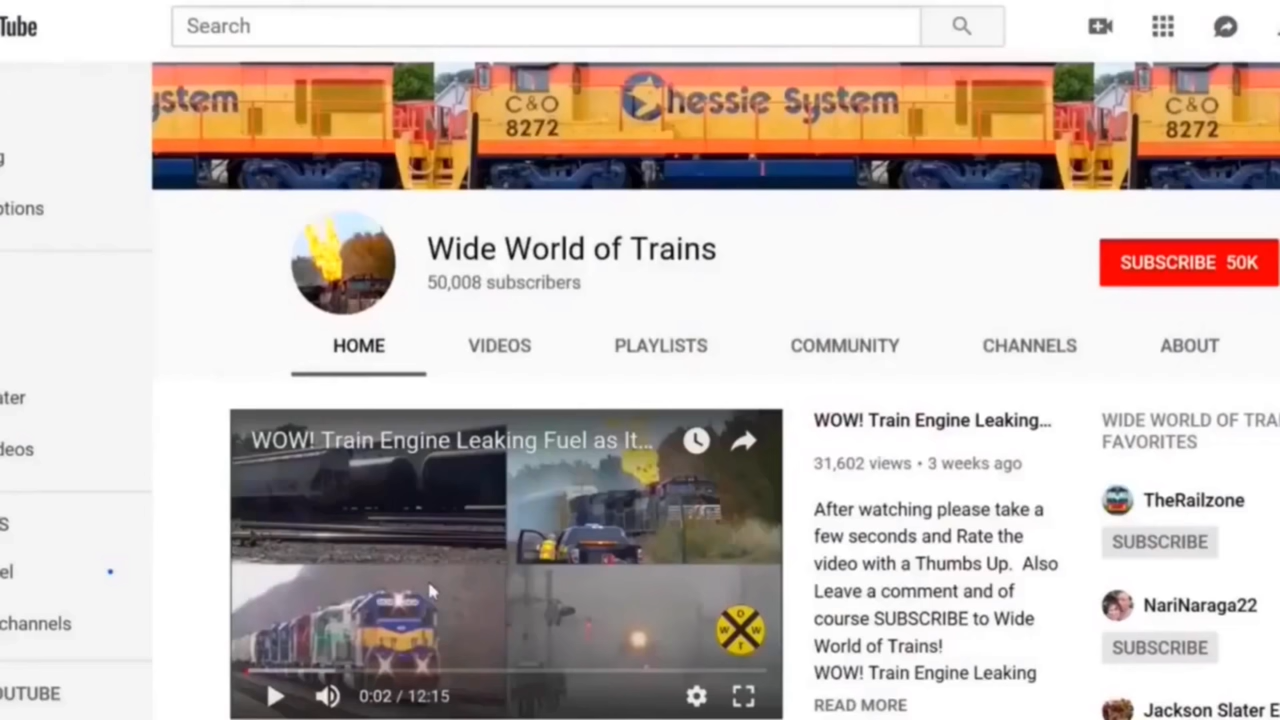 Tube
Search
ystem
C&O
8272
Chessie System
C&O
8272
g
ptions
Wide World of Trains
50,008 subscribers
SUBSCRIBE 50K
HOME
VIDEOS
PLAYLISTS
COMMUNITY
CHANNELS
ABOUT
ater
deos
S
el
channels
OUTUBE
WOW! Train Engine Leaking Fuel as It...
W O W T
0:02 / 12:15
WOW! Train Engine Leaking...
31,602 views • 3 weeks ago
After watching please take a
few seconds and Rate the
video with a Thumbs Up. Also
Leave a comment and of
course SUBSCRIBE to Wide
World of Trains!
WOW! Train Engine Leaking
READ MORE
WIDE WORLD OF TRAI
FAVORITES
TheRailzone
SUBSCRIBE
NariNaraga22
SUBSCRIBE
Jackson Slater E